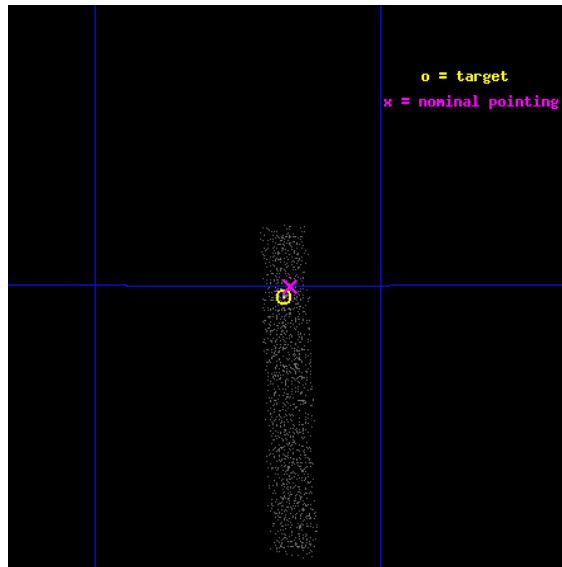 o = target
x = nominal pointing